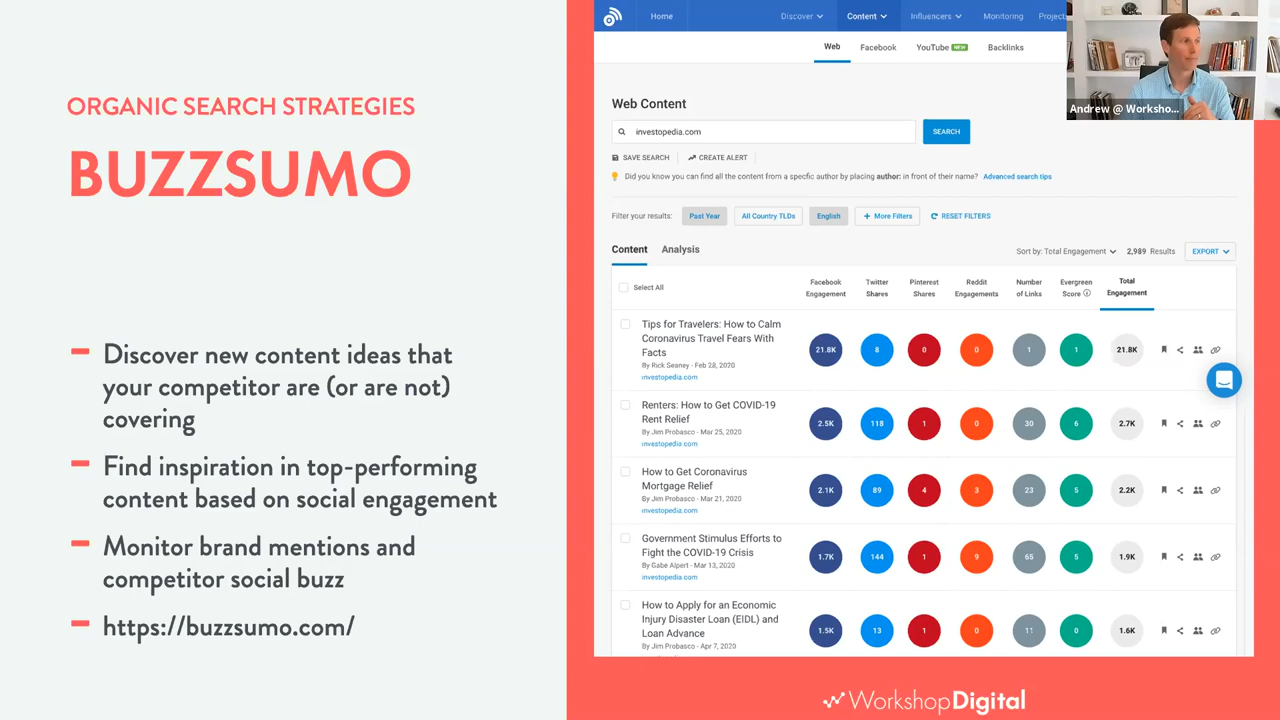 ORGANIC SEARCH STRATEGIES
BUZZSUMO
Discover new content ideas that
your competitor are (or are not)
covering
Find inspiration in top-performing
content based on social engagement
Monitor brand mentions and
competitor social buzz
https://buzzsumo.com/
Home Discover Content Influencers Monitoring Projects
Web Facebook YouTube NEW Backlinks
Andrew @ Worksho...
Web Content
investopedia.com SEARCH
SAVE SEARCH CREATE ALERT
Did you know you can find all the content from a specfic author by placing author: in front of their name? Advanced search tips
Filter your results: Past Year All Country TLDs English + More Filters RESET FILTERS
Content Analysis Sort by: Total Engagement 2,989 Results EXPORT
Select All
Facebook Engagement Twitter Shares Pinterest Shares Reddit Engagements Number of Links Evergreen Score Total Engagement
Tips for Travelers: How to Calm
Coronavirus Travel Fears With
Facts
By Rick Seaney - Feb 28, 2020
investopedia.com
21.8K 8 0 0 1 1 21.8K
Renters: How to Get COVID-19
Rent Relief
By Jim Probasco - Mar 25, 2020
investopedia.com
2.5K 118 1 0 30 6 2.7K
How to Get Coronavirus
Mortgage Relief
By Jim Probasco - Mar 21, 2020
investopedia.com
2.1K 89 4 3 23 5 2.2K
Government Stimulus Efforts to
Fight the COVID-19 Crisis
By Gabe Alpert - Mar 13, 2020
investopedia.com
1.7K 144 1 9 65 5 1.9K
How to Apply for an Economic
Injury Disaster Loan (EIDL) and
Loan Advance
By Jim Probasco - Apr 7, 2020
1.5K 13 1 0 11 0 1.6K
WorkshopDigital